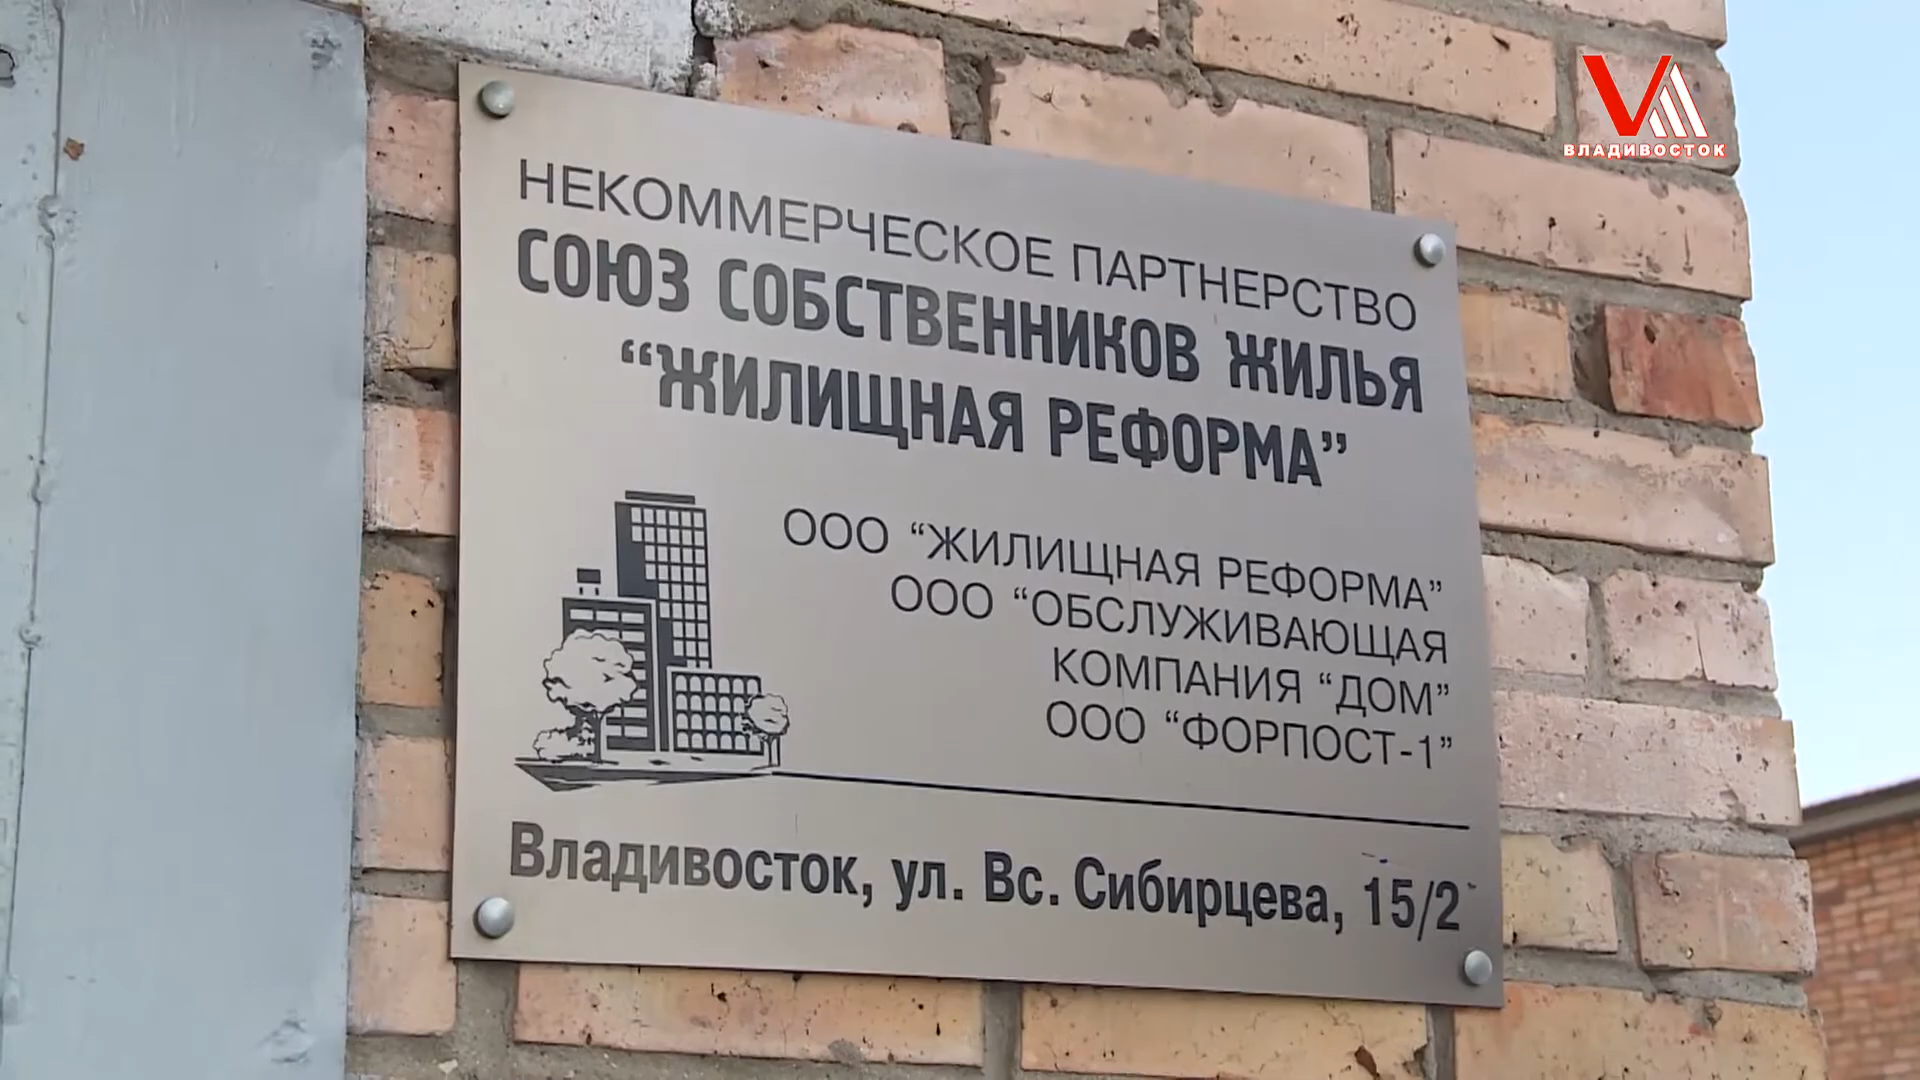 ВЛАДИВОСТОК
НЕКОММЕРЧЕСКОЕ ПАРТНЕРСТВО
СОЮЗ СОБСТВЕННИКОВ ЖИЛЬЯ
“ЖИЛИЩНАЯ РЕФОРМА”
ООО “ЖИЛИЩНАЯ РЕФОРМА”
ООО “ОБСЛУЖИВАЮЩАЯ
КОМПАНИЯ “ДОМ”
ООО “ФОРПОСТ-1”
Владивосток, ул. Вс. Сибирцева, 15/2